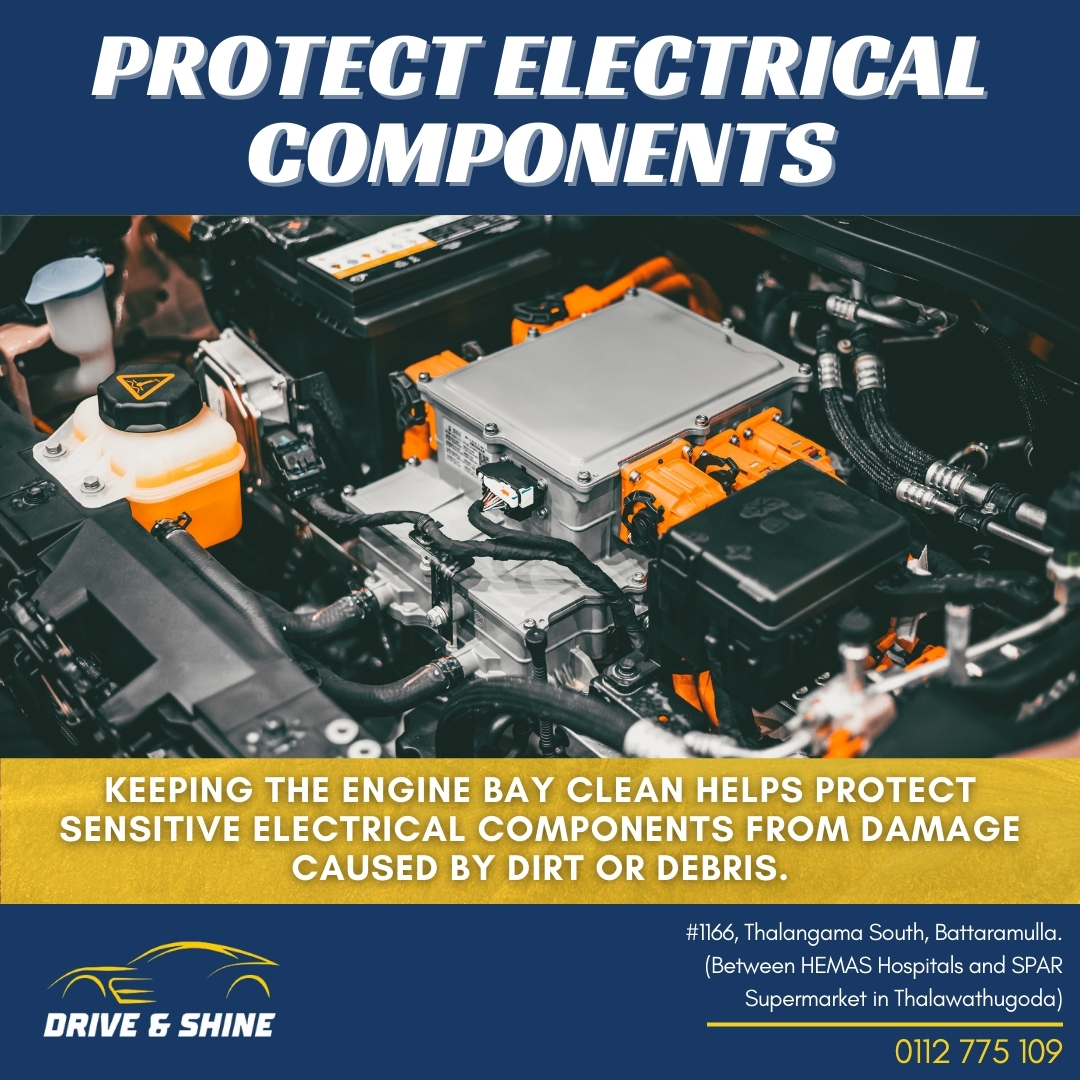 PROTECT ELECTRICAL
COMPONENTS
KEEPING THE ENGINE BAY CLEAN HELPS PROTECT
SENSITIVE ELECTRICAL COMPONENTS FROM DAMAGE
CAUSED BY DIRT OR DEBRIS.
DRIVE & SHINE
#1166, Thalangama South, Battaramulla.
(Between HEMAS Hospitals and SPAR
Supermarket in Thalawathugoda)
0112 775 109